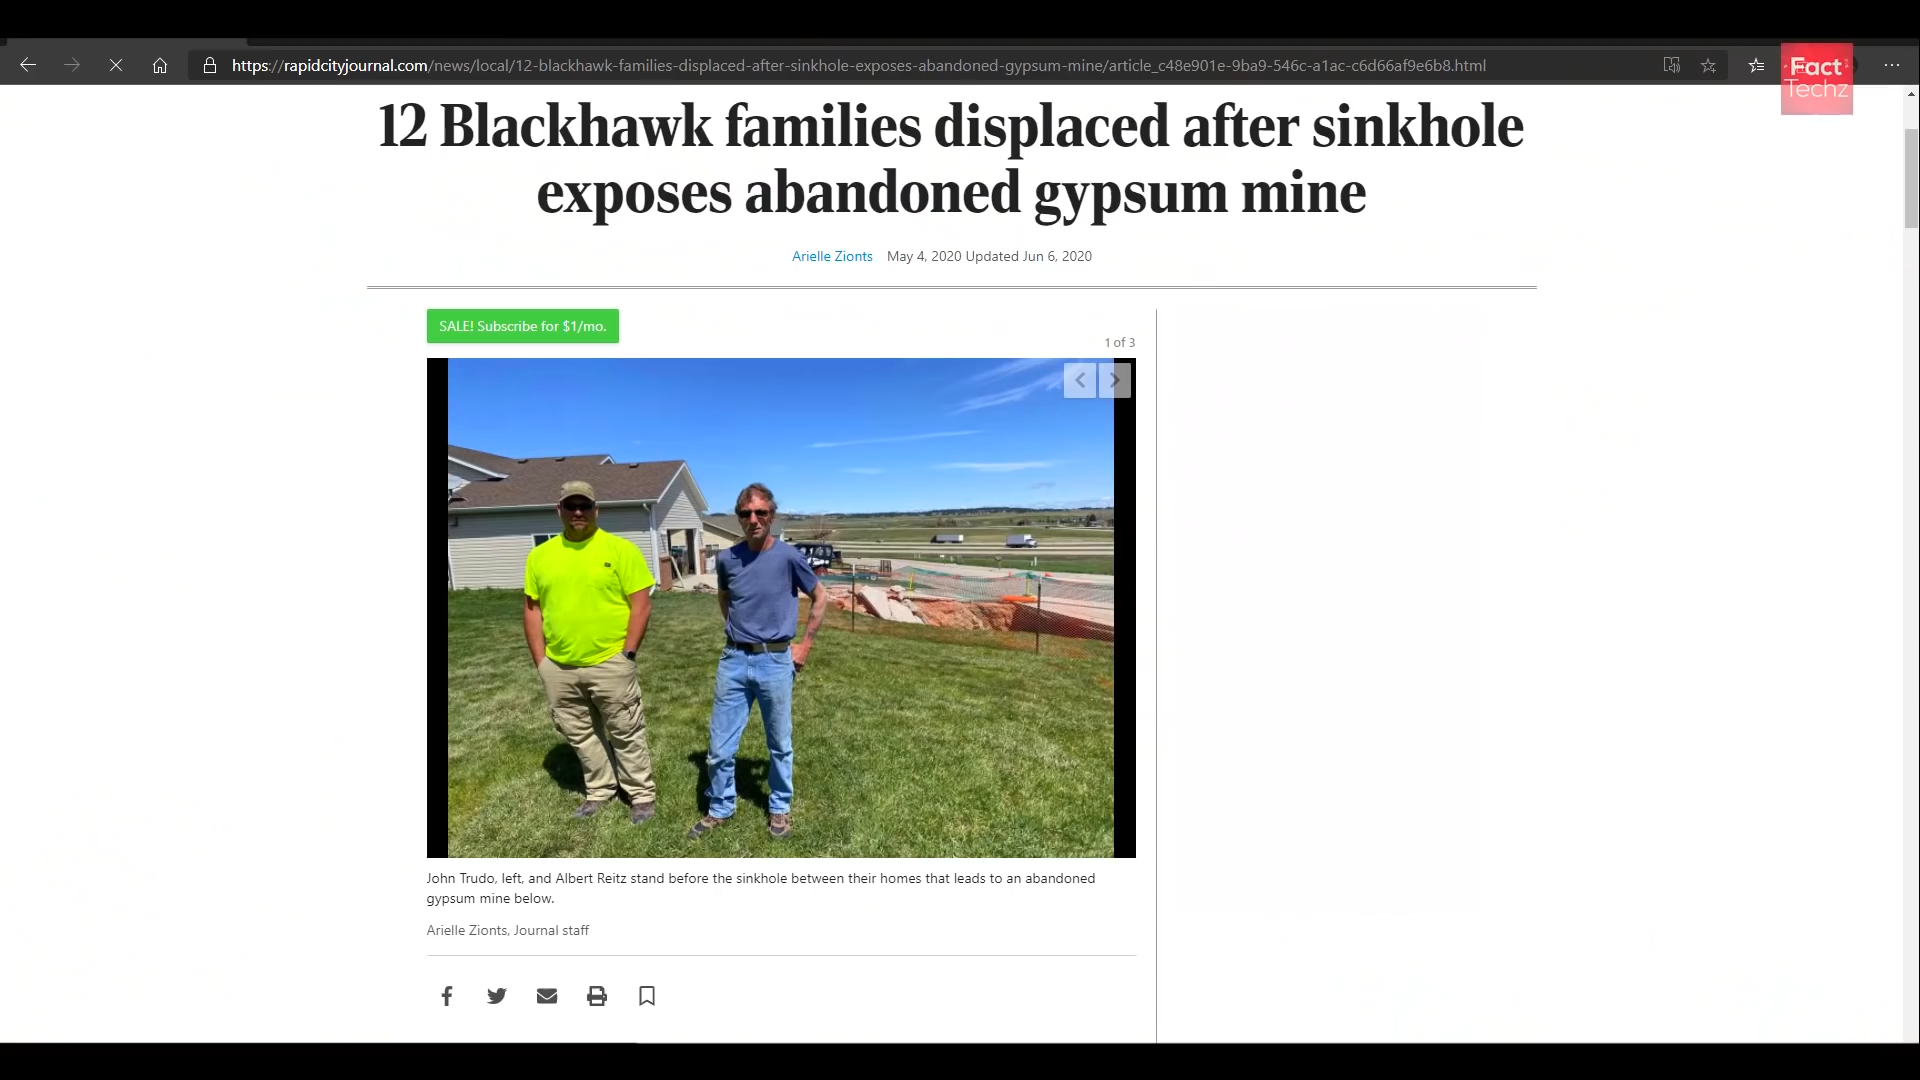 https://rapidcityjournal.com/news/local/12-blackhawk-families-displaced-after-sinkhole-exposes-abandoned-gypsum-mine/article_c48e901e-9ba9-546c-a1ac-c6d66af9e6b8.html
Fact
Techz
12 Blackhawk families displaced after sinkhole
exposes abandoned gypsum mine
Arielle Zionts May 4, 2020 Updated Jun 6, 2020
SALE! Subscribe for $1/mo.
1 of 3
John Trudo, left, and Albert Reitz stand before the sinkhole between their homes that leads to an abandoned
gypsum mine below.
Arielle Zionts, Journal staff